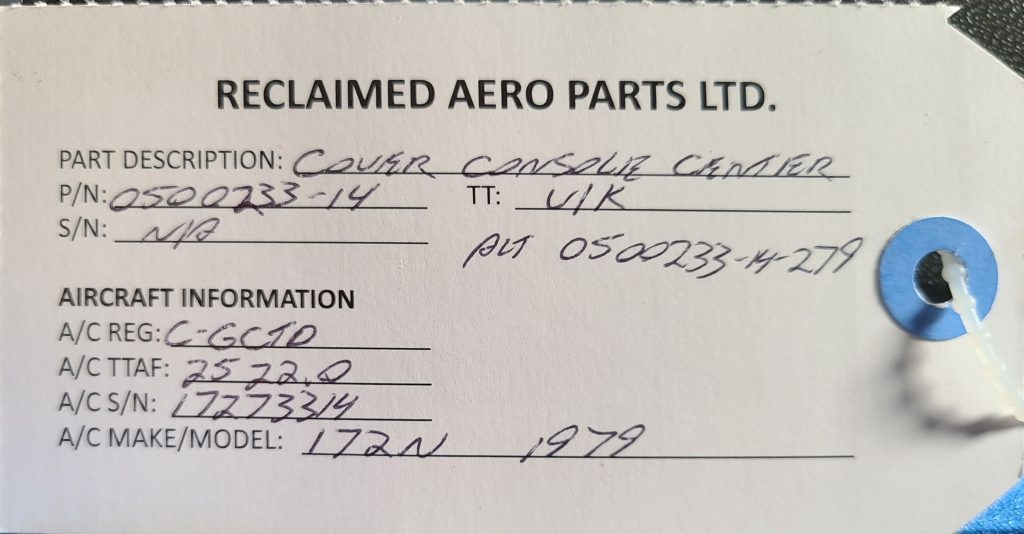 RECLAIMED AERO PARTS LTD.
PART DESCRIPTION: COVER CONSOLE CENTER
P/N: 0500233-14 TT: U/K
S/N: N/A
ALT 0500233-14-279
AIRCRAFT INFORMATION
A/C REG: C-GCJD
A/C TTAF: 2522.0
A/C S/N: 17273314
A/C MAKE/MODEL: 172N 1979